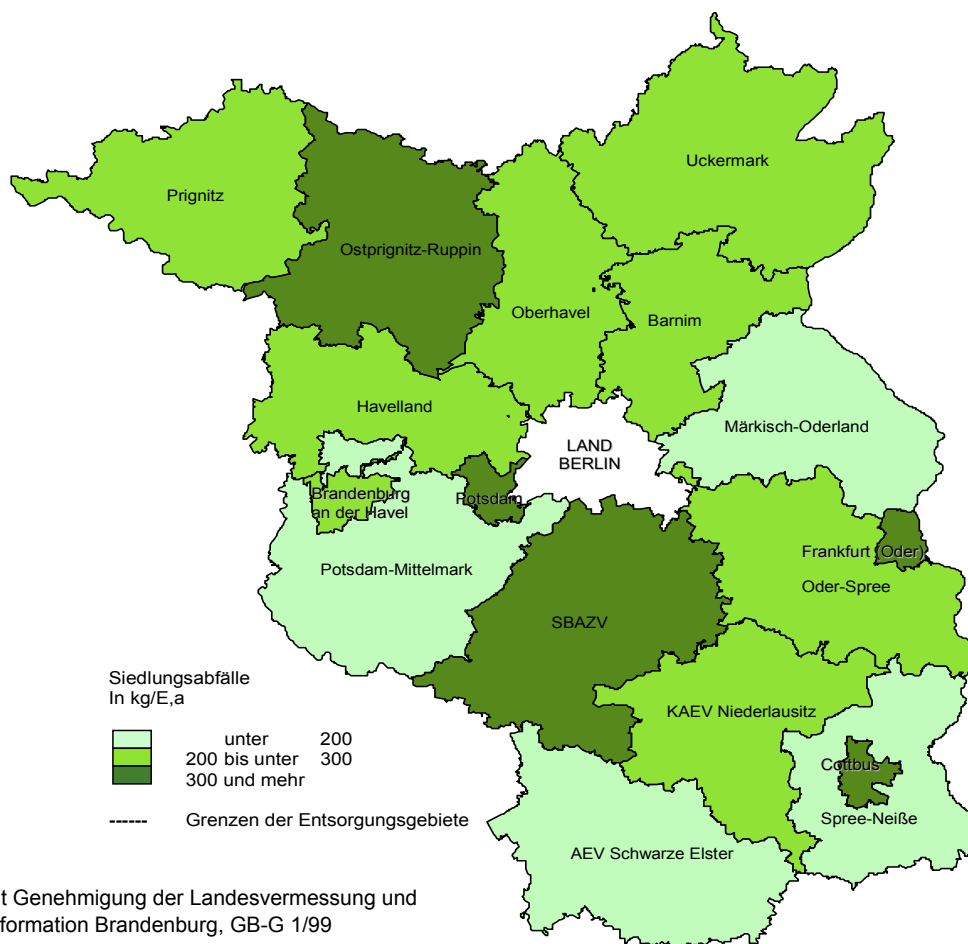 Uckermark
Prignitz
Ostprignitz-Ruppin
Oberhavel
Barnim
Havelland
Märkisch-Oderland
LAND
BERLIN
Brandenburg
an der Havel
Potsdam
Frankfurt (Oder)
Potsdam-Mittelmark
Oder-Spree
SBAZV
KAEV Niederlausitz
Cottbus
Spree-Neiße
AEV Schwarze Elster
Siedlungsabfälle
In kg/E,a
unter 200
200 bis unter 300
300 und mehr
------ Grenzen der Entsorgungsgebiete
t Genehmigung der Landesvermessung und
formation Brandenburg, GB-G 1/99